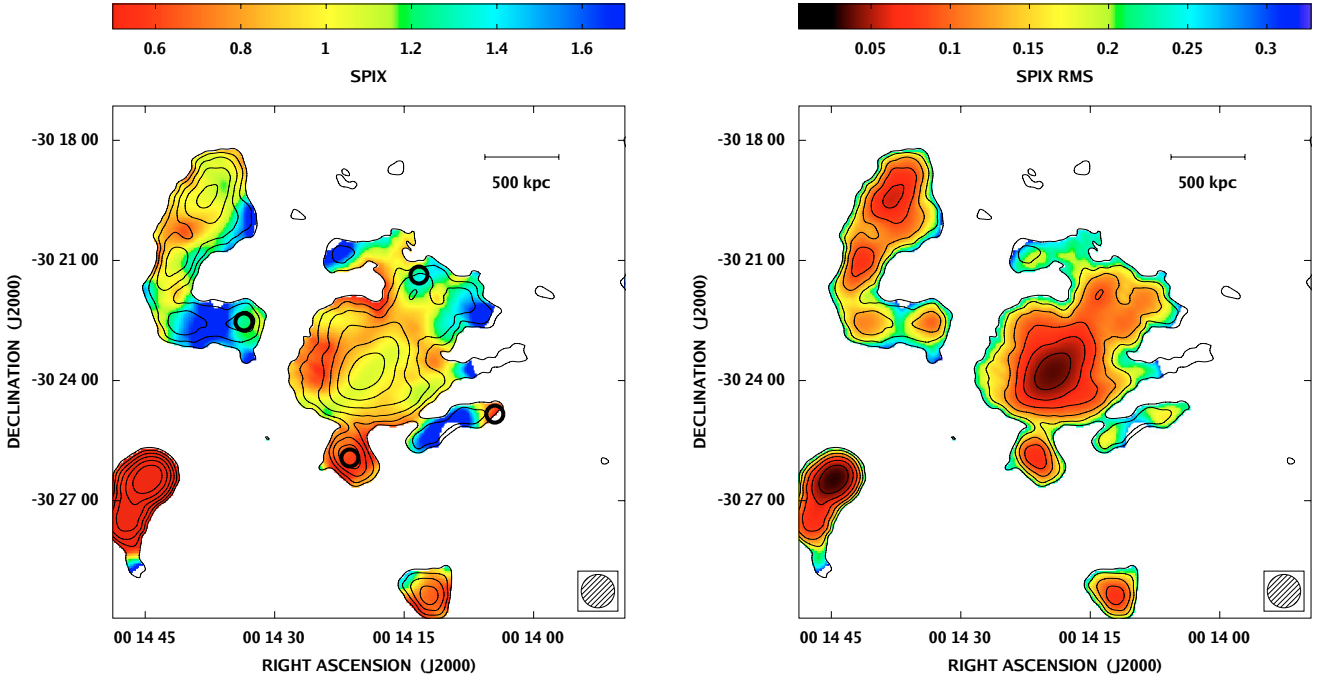 0.6 0.8 1 1.2 1.4 1.6
SPIX
-30 18 00
-30 21 00
-30 24 00
-30 27 00
DECLINATION (J2000)
500 kpc
00 14 45 00 14 30 00 14 15 00 14 00
RIGHT ASCENSION (J2000)
0.05 0.1 0.15 0.2 0.25 0.3
SPIX RMS
-30 18 00
-30 21 00
-30 24 00
-30 27 00
DECLINATION (J2000)
500 kpc
00 14 45 00 14 30 00 14 15 00 14 00
RIGHT ASCENSION (J2000)